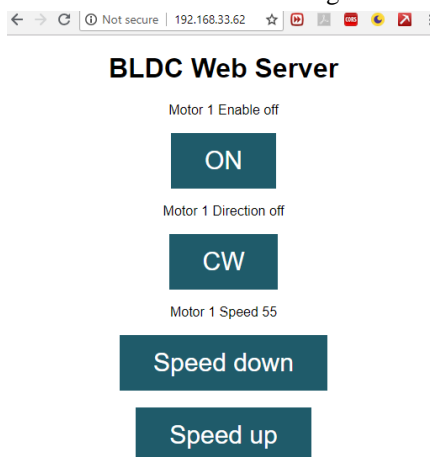 Not secure | 192.168.33.62
CORS
BLDC Web Server
Motor 1 Enable off
ON
Motor 1 Direction off
CW
Motor 1 Speed 55
Speed down
Speed up